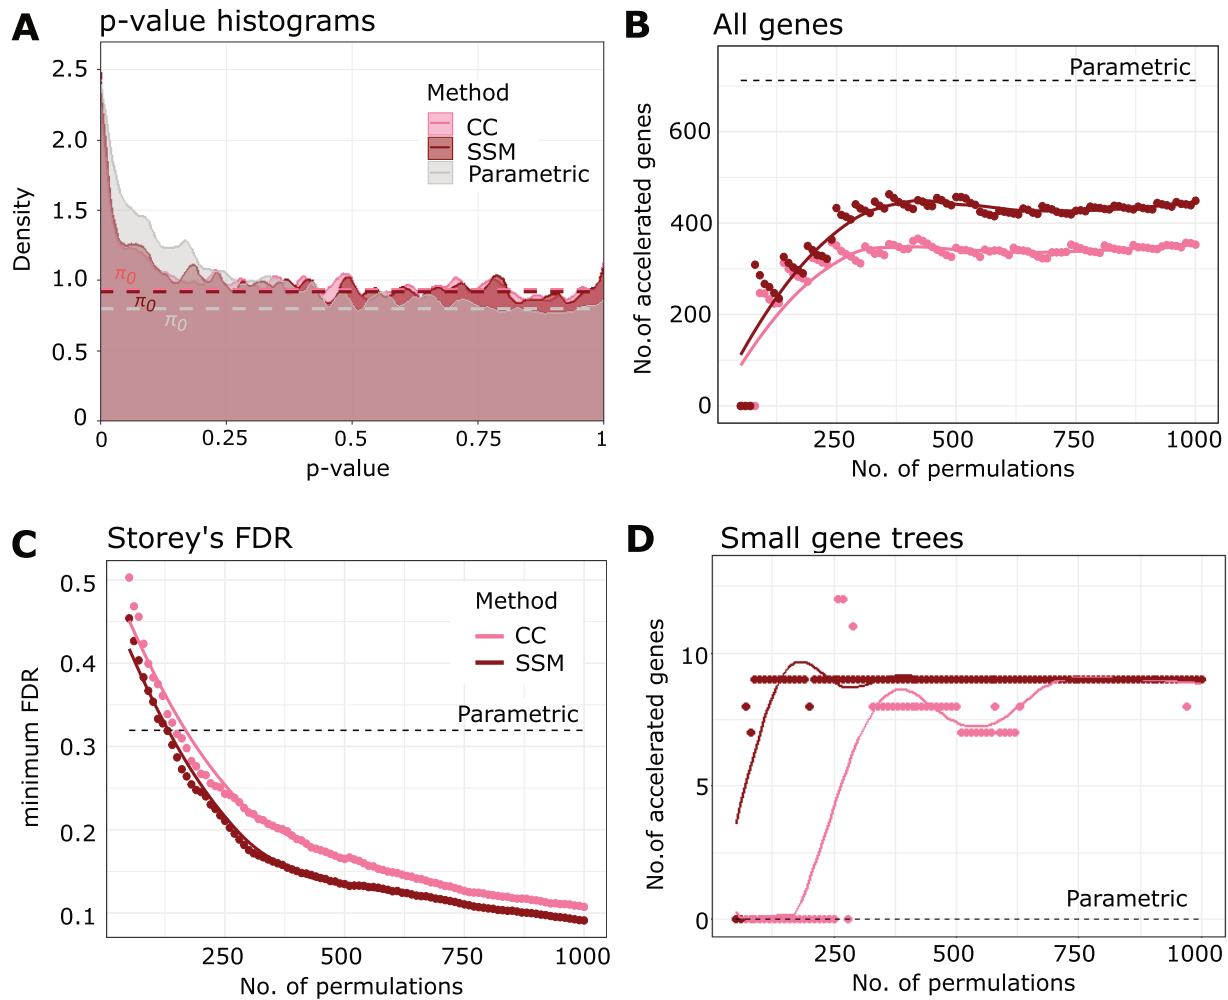 A p-value histograms
2.5
2.0
1.5
1.0
0.5
0
Density
Method
CC
SSM
Parametric
π0
π0
π0
0 0.25 0.5 0.75 1
p-value
B All genes
Parametric
600
400
200
0
No.of accelerated genes
250 500 750 1000
No. of permulations
C Storey's FDR
0.5
0.4
0.3
0.2
0.1
minimum FDR
Method
CC
SSM
Parametric
250 500 750 1000
No. of permulations
D Small gene trees
10
5
0
No.of accelerated genes
Parametric
250 500 750 1000
No. of permulations